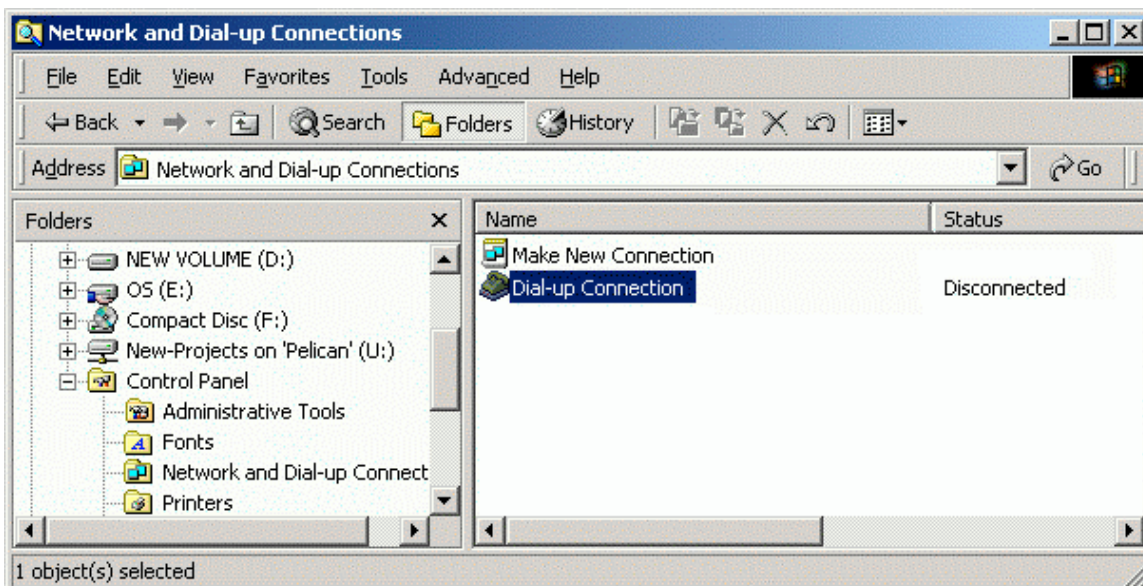 Network and Dial-up Connections
File Edit View Favorites Tools Advanced Help
Back Search Folders History
Address Network and Dial-up Connections Go
Folders
NEW VOLUME (D:)
OS (E:)
Compact Disc (F:)
New-Projects on 'Pelican' (U:)
Control Panel
Administrative Tools
Fonts
Network and Dial-up Connect
Printers
Name Status
Make New Connection
Dial-up Connection Disconnected
1 object(s) selected